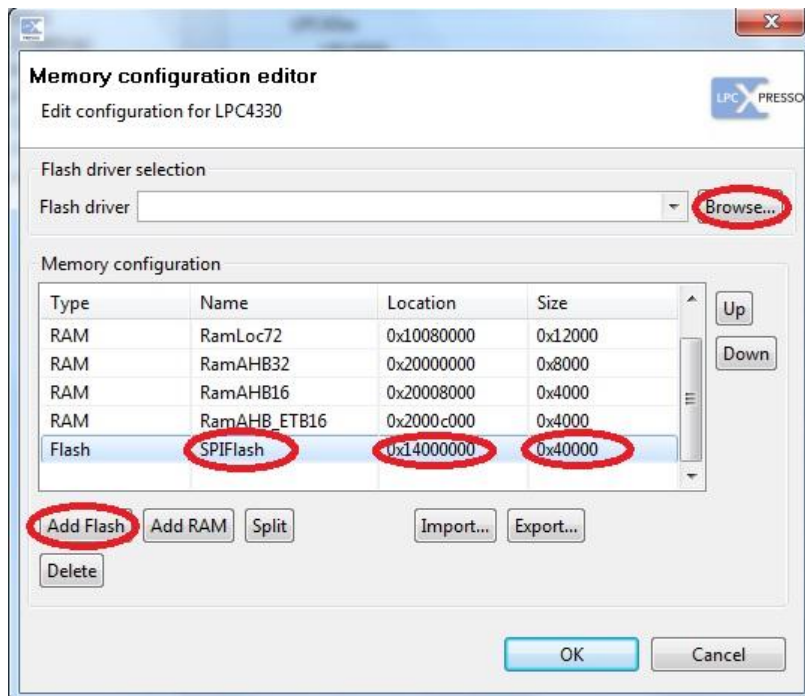 Memory configuration editor
Edit configuration for LPC4330
LPC XPRESSO
Flash driver selection
Flash driver Browse...
Memory configuration
Type Name Location Size
RAM RamLoc72 0x10080000 0x12000
RAM RamAHB32 0x20000000 0x8000
RAM RamAHB16 0x20008000 0x4000
RAM RamAHB_ETB16 0x2000c000 0x4000
Flash SPIFlash 0x14000000 0x40000
Up
Down
Add Flash Add RAM Split Import... Export...
Delete
OK Cancel